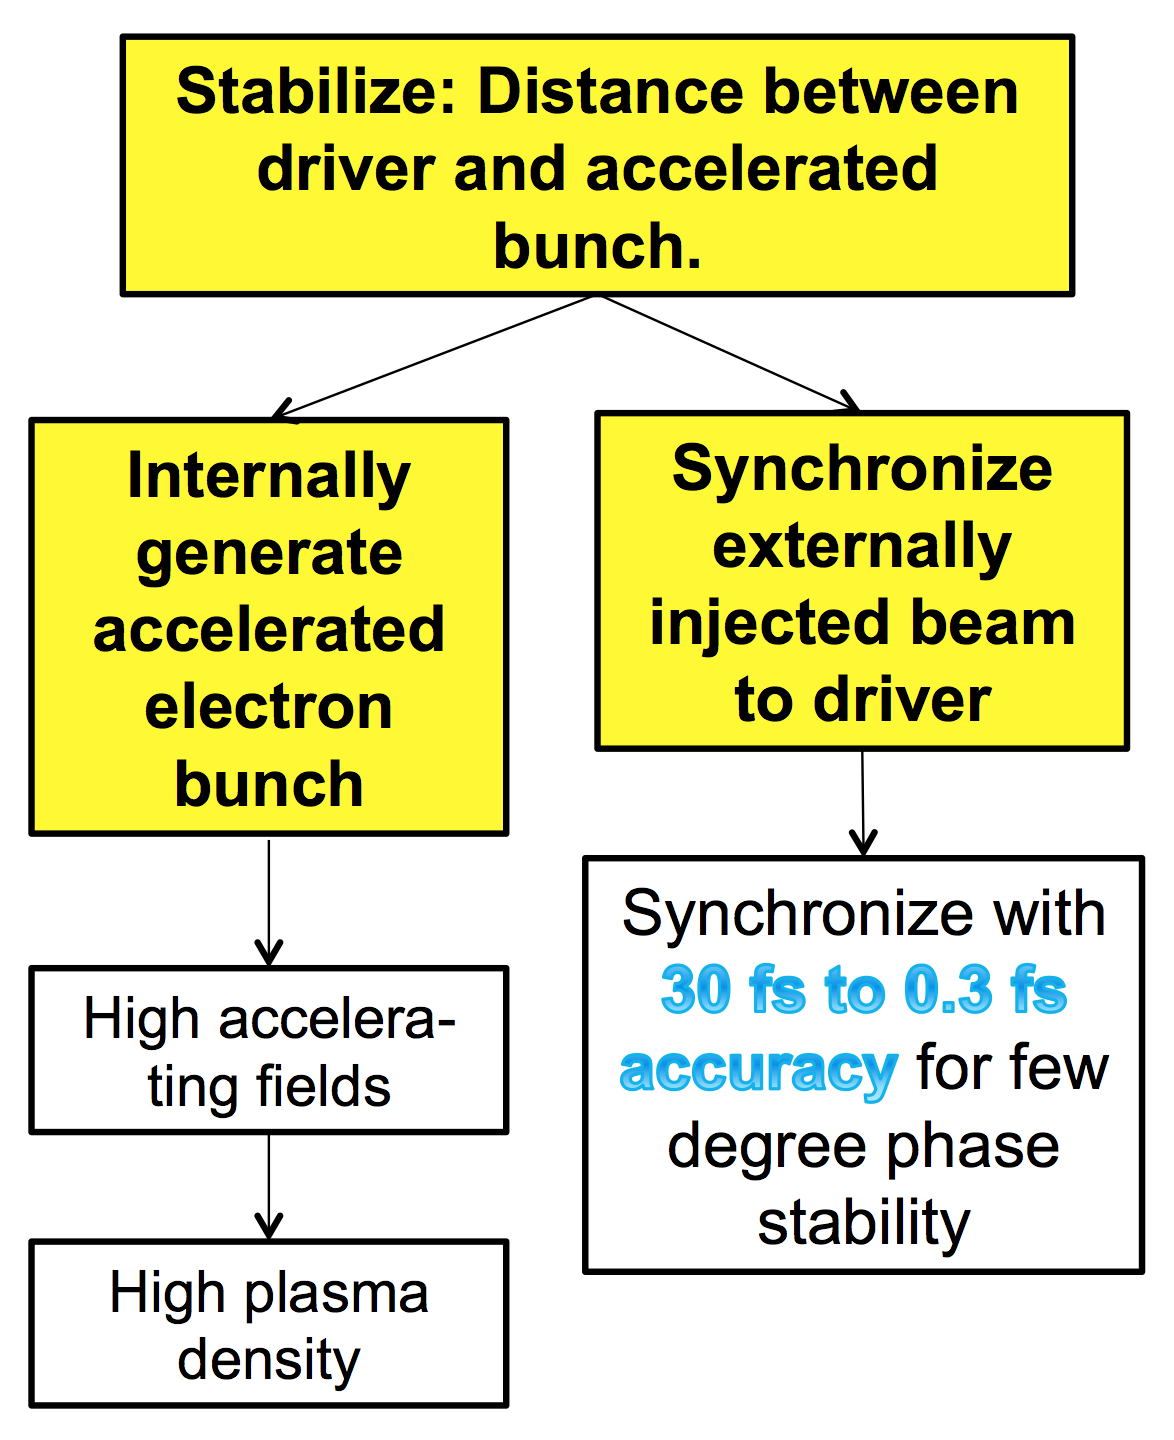 Stabilize: Distance between
driver and accelerated
bunch.
Internally
generate
accelerated
electron
bunch
Synchronize
externally
injected beam
to driver
High accelera-
ting fields
High plasma
density
Synchronize with
30 fs to 0.3 fs
accuracy for few
degree phase
stability